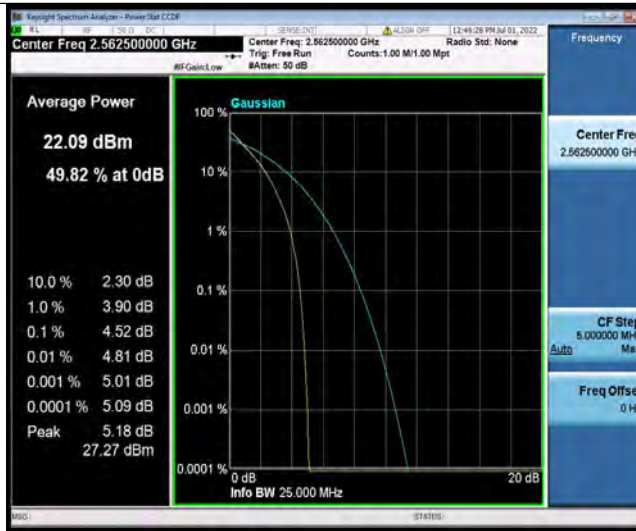 Keysight Spectrum Analyzer - Power Stat CCDF
RL RF 50 Ω DC SENSE:INT ALIGN OFF 12:46:28 PM Jul 01, 2022
Center Freq 2.562500000 GHz
Center Freq: 2.562500000 GHz Radio Std: None
Trig: Free Run Counts:1.00 M/1.00 Mpt
#IFGain:Low #Atten: 50 dB
Frequency
Average Power
22.09 dBm
49.82 % at 0dB
10.0 % 2.30 dB
1.0 % 3.90 dB
0.1 % 4.52 dB
0.01 % 4.81 dB
0.001 % 5.01 dB
0.0001 % 5.09 dB
Peak 5.18 dB
27.27 dBm
Gaussian
100 %
10 %
1 %
0.1 %
0.01 %
0.001 %
0.0001 %
0 dB 20 dB
Info BW 25.000 MHz
Center Fre
2.562500000 GH
CF Step
5.000000 MH
Auto Ma
Freq Offse
0 H
MSG STATUS